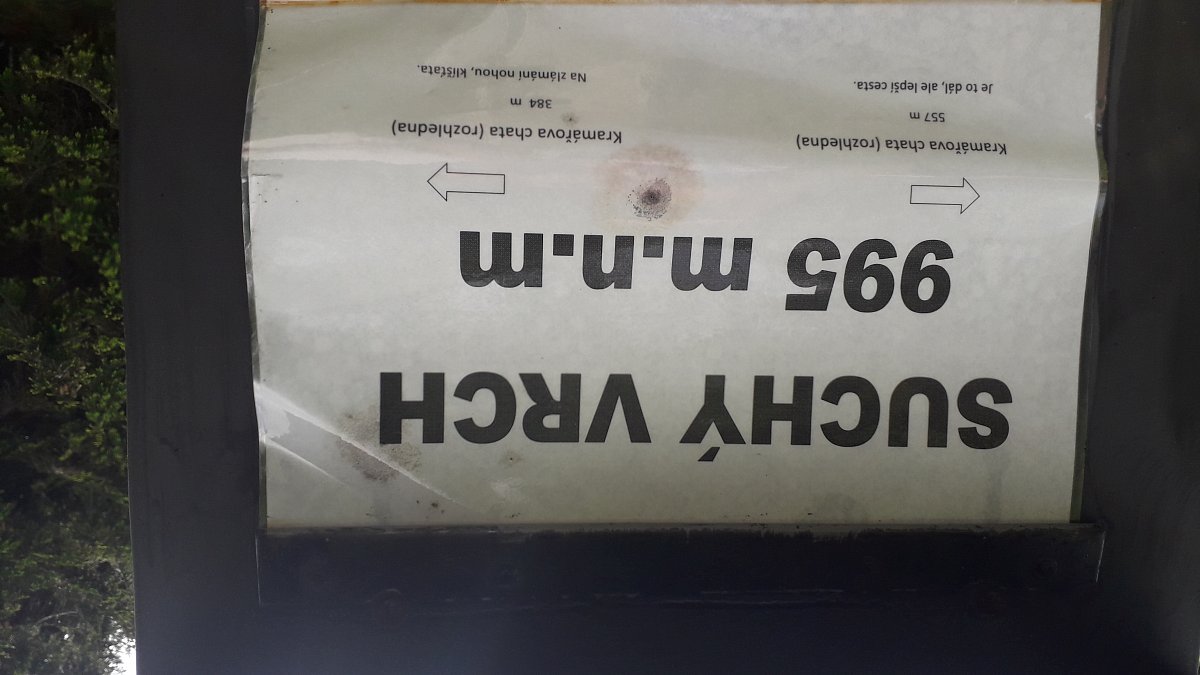 SUCHÝ VRCH
995 m.n.m
Kramářova chata (rozhledna)
557 m
Je to dál, ale lepší cesta.
Kramářova chata (rozhledna)
384 m
Na zlámání nohou, klíšťata.